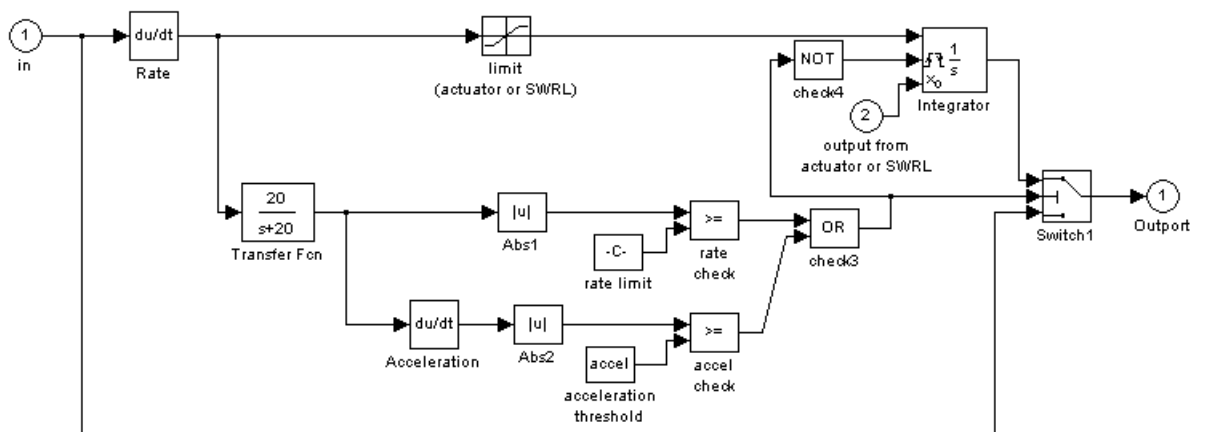 1
in
du/dt
Rate
limit
(actuator or SWRL)
NOT
check4
1
s
x0
Integrator
2
output from
actuator or SWRL
20
s+20
Transfer Fcn
|u|
Abs1
-C-
rate limit
>=
rate
check
OR
check3
Switch1
1
Outport
du/dt
Acceleration
|u|
Abs2
accel
acceleration
threshold
>=
accel
check